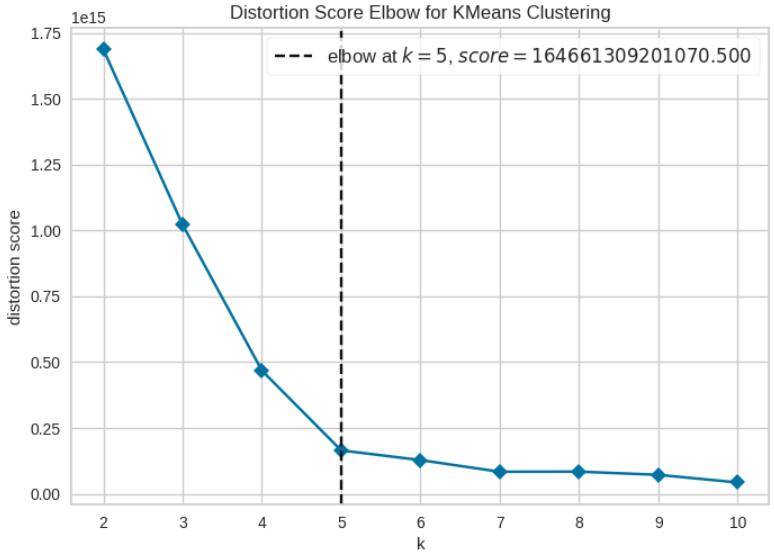 Distortion Score Elbow for KMeans Clustering
1e15
elbow at k = 5, score = 164661309201070.500
1.75
1.50
1.25
1.00
0.75
0.50
0.25
0.00
distortion score
2 3 4 5 6 7 8 9 10
k